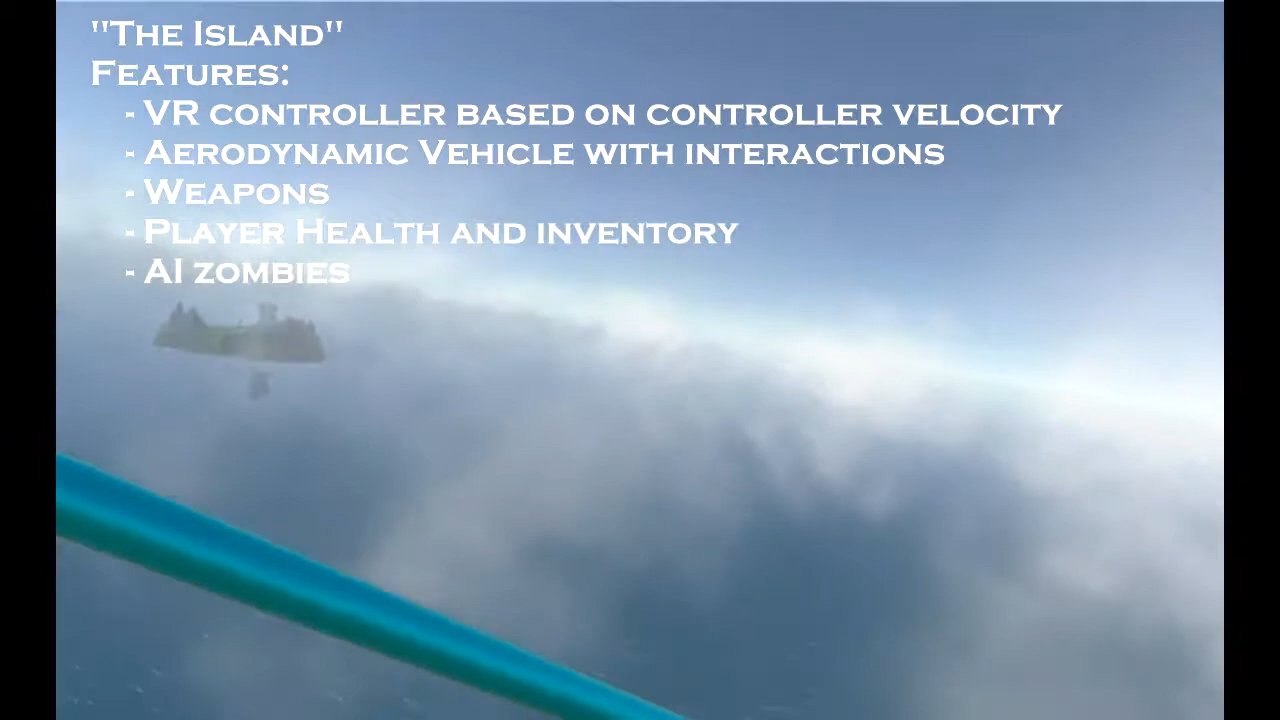 "The Island"
Features:
- VR controller based on controller velocity
- Aerodynamic Vehicle with interactions
- Weapons
- Player Health and inventory
- AI zombies